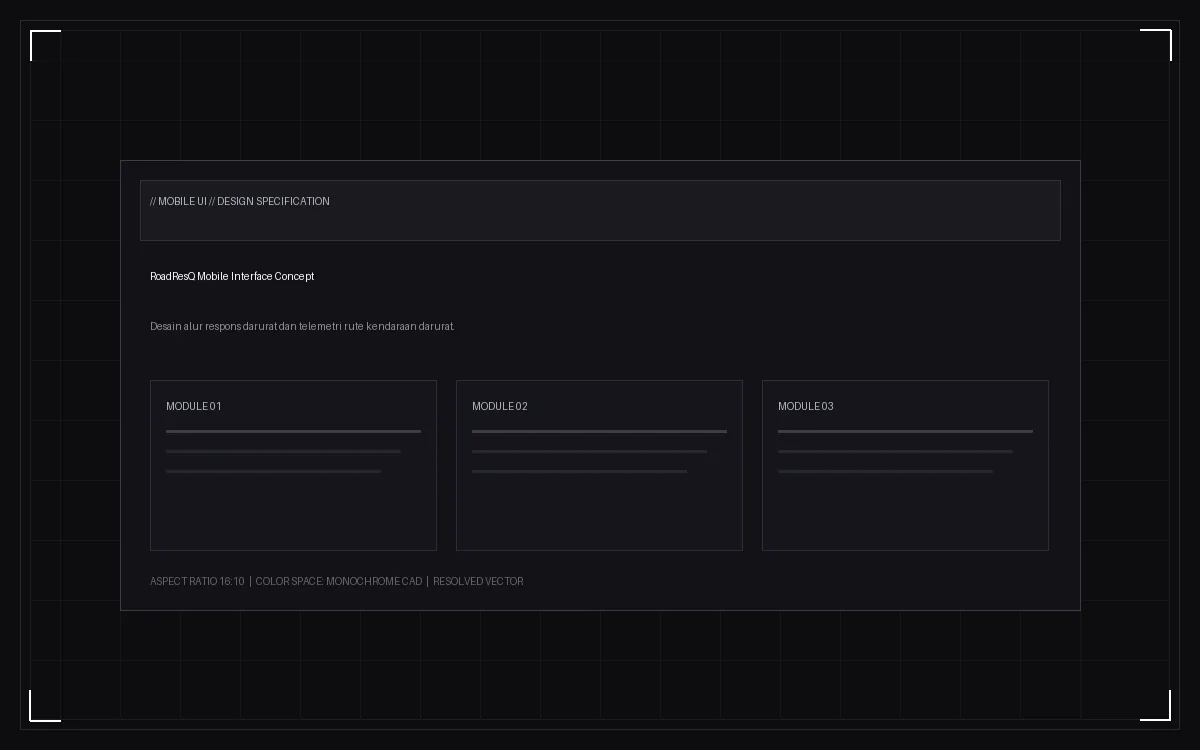 // MOBILE UI // DESIGN SPECIFICATION
RoadResQ Mobile Interface Concept
Desain alur respons darurat dan telemetri rute kendaraan darurat.
MODULE 01
MODULE 02
MODULE 03
ASPECT RATIO 16:10 | COLOR SPACE: MONOCHROME CAD | RESOLVED VECTOR